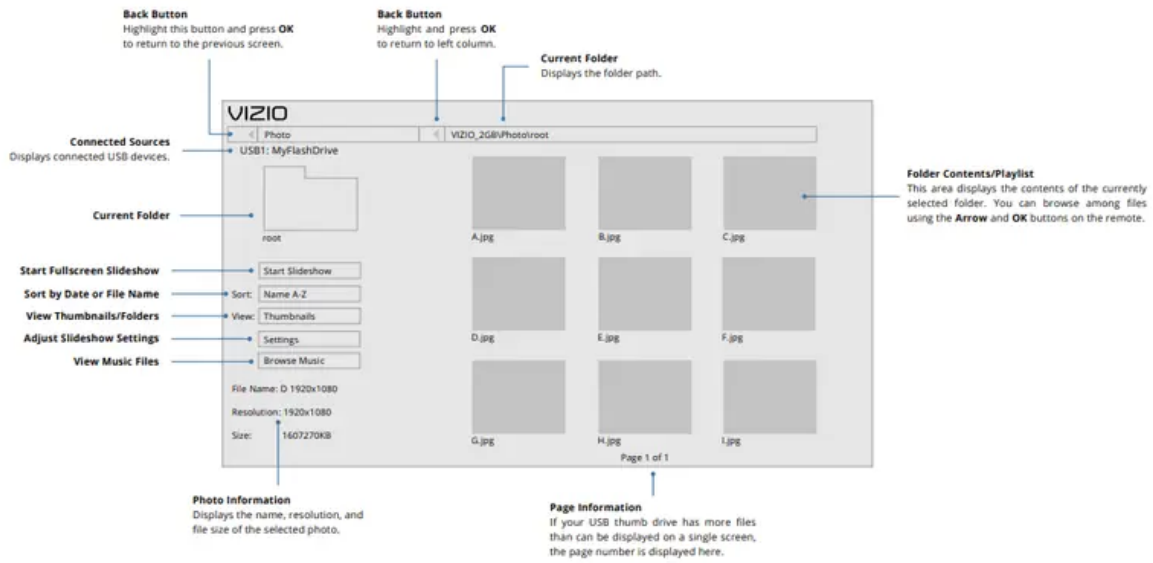 Back Button
Highlight this button and press OK
to return to the previous screen.
Back Button
Highlight and press OK
to return to left column.
Current Folder
Displays the folder path.
VIZIO
Photo
VIZIO_2GB\Photo\root
Connected Sources
Displays connected USB devices.
USB1: MyFlashDrive
Folder Contents/Playlist
This area displays the contents of the currently
selected folder. You can browse among files
using the Arrow and OK buttons on the remote.
Current Folder
root
A.jpg
B.jpg
C.jpg
Start Fullscreen Slideshow
Start Slideshow
Sort by Date or File Name
Sort: Name A-Z
View Thumbnails/Folders
View: Thumbnails
Adjust Slideshow Settings
Settings
View Music Files
Browse Music
D.jpg
E.jpg
F.jpg
File Name: D 1920x1080
Resolution: 1920x1080
Size: 1607270KB
G.jpg
H.jpg
I.jpg
Page 1 of 1
Photo Information
Displays the name, resolution, and
file size of the selected photo.
Page Information
If your USB thumb drive has more files
than can be displayed on a single screen,
the page number is displayed here.